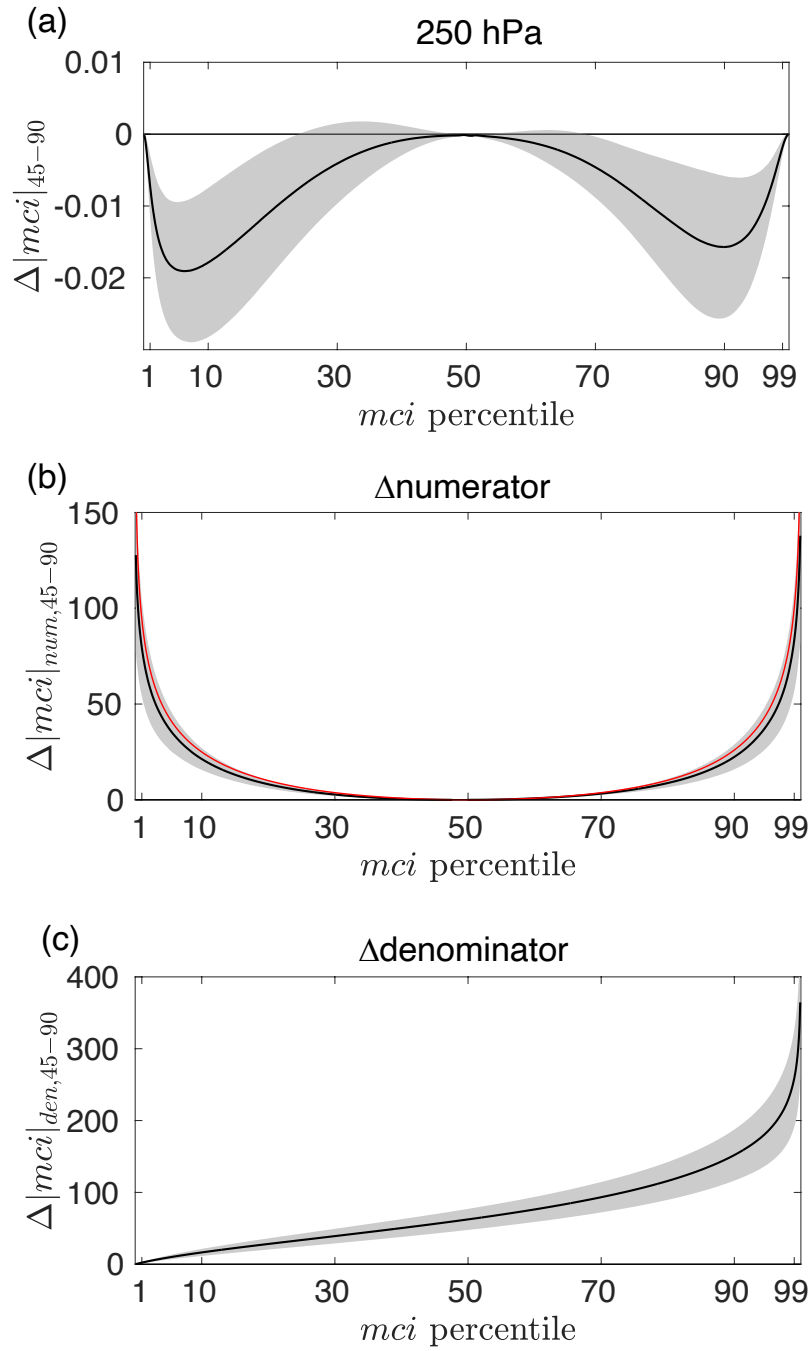 (a)
250 hPa
0.01
0
-0.01
-0.02
Δ|mci|45−90
1 10 30 50 70 90 99
mci percentile
(b)
Δnumerator
150
100
50
0
Δ|mci|num,45−90
1 10 30 50 70 90 99
mci percentile
(c)
Δdenominator
400
300
200
100
0
Δ|mci|den,45−90
1 10 30 50 70 90 99
mci percentile